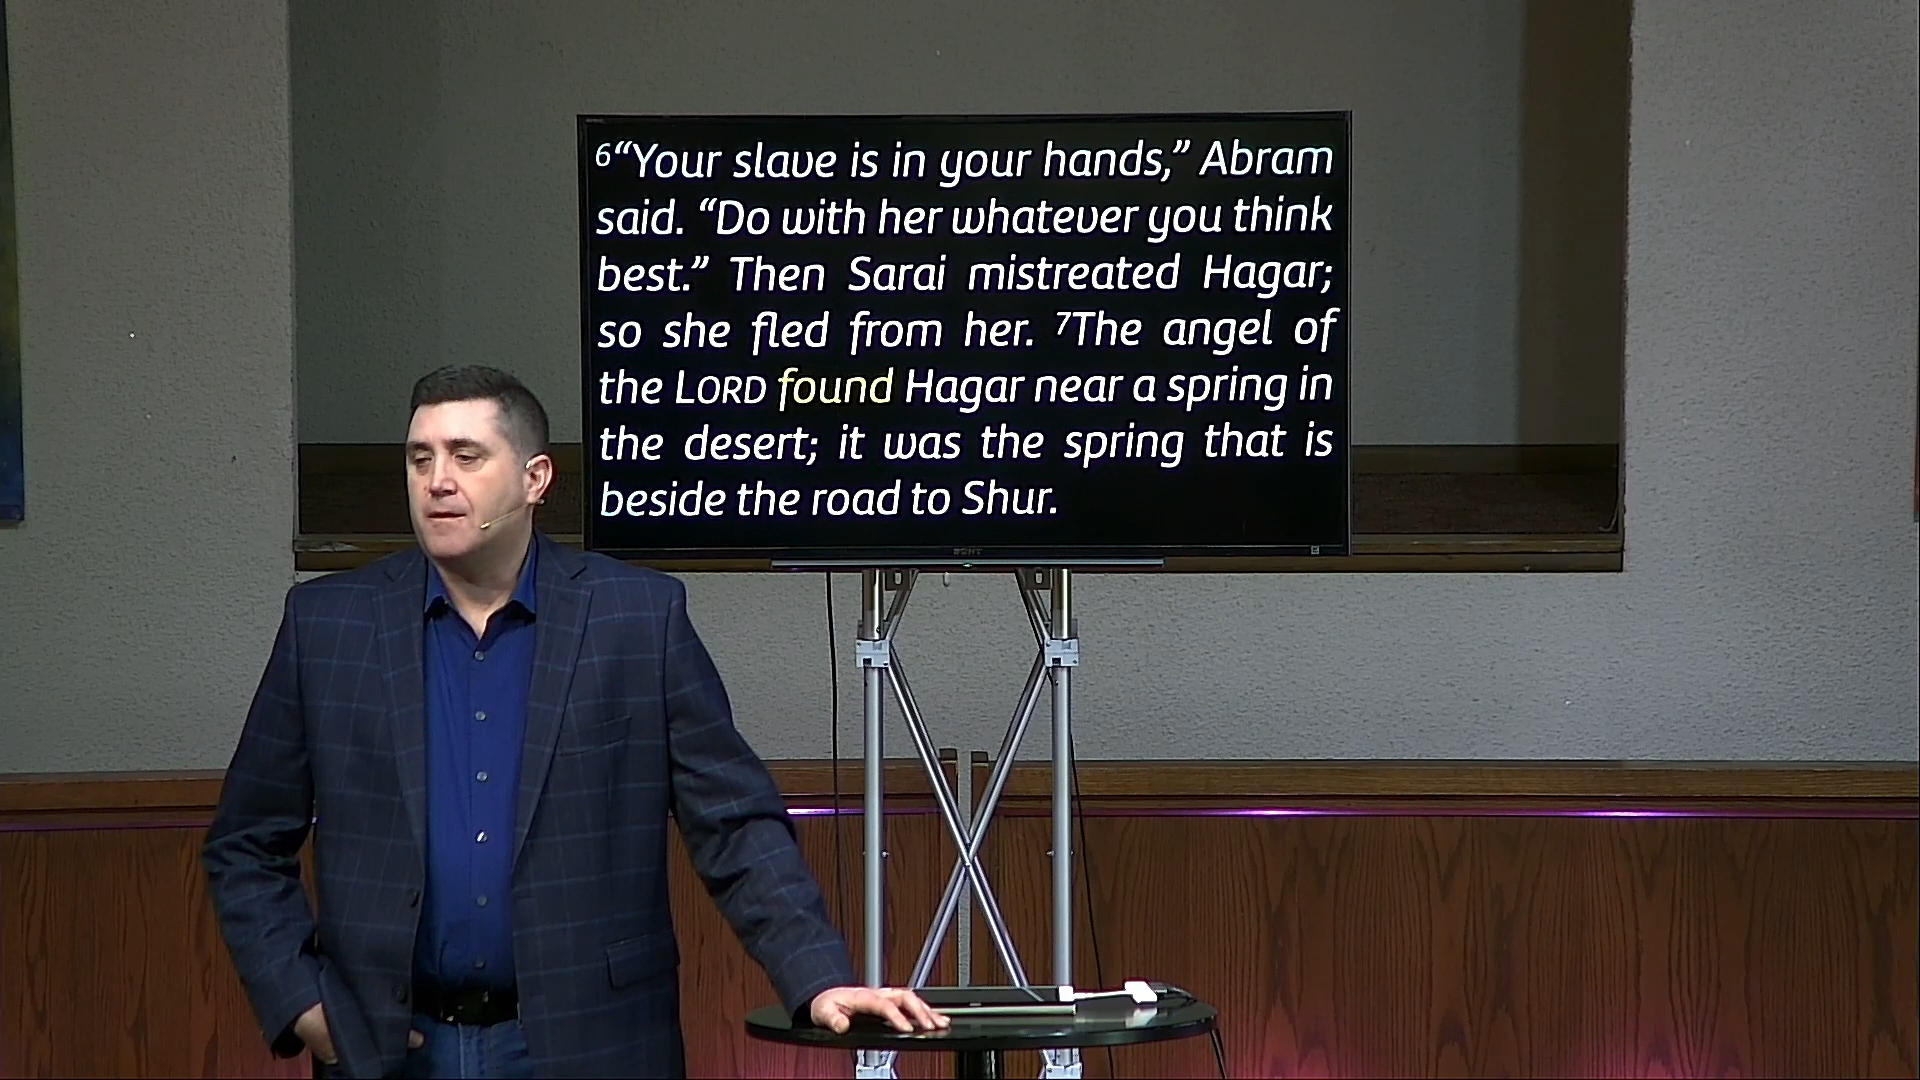 6“Your slave is in your hands,” Abram
said. “Do with her whatever you think
best.” Then Sarai mistreated Hagar;
so she fled from her. 7The angel of
the LORD found Hagar near a spring in
the desert; it was the spring that is
beside the road to Shur.
SONY